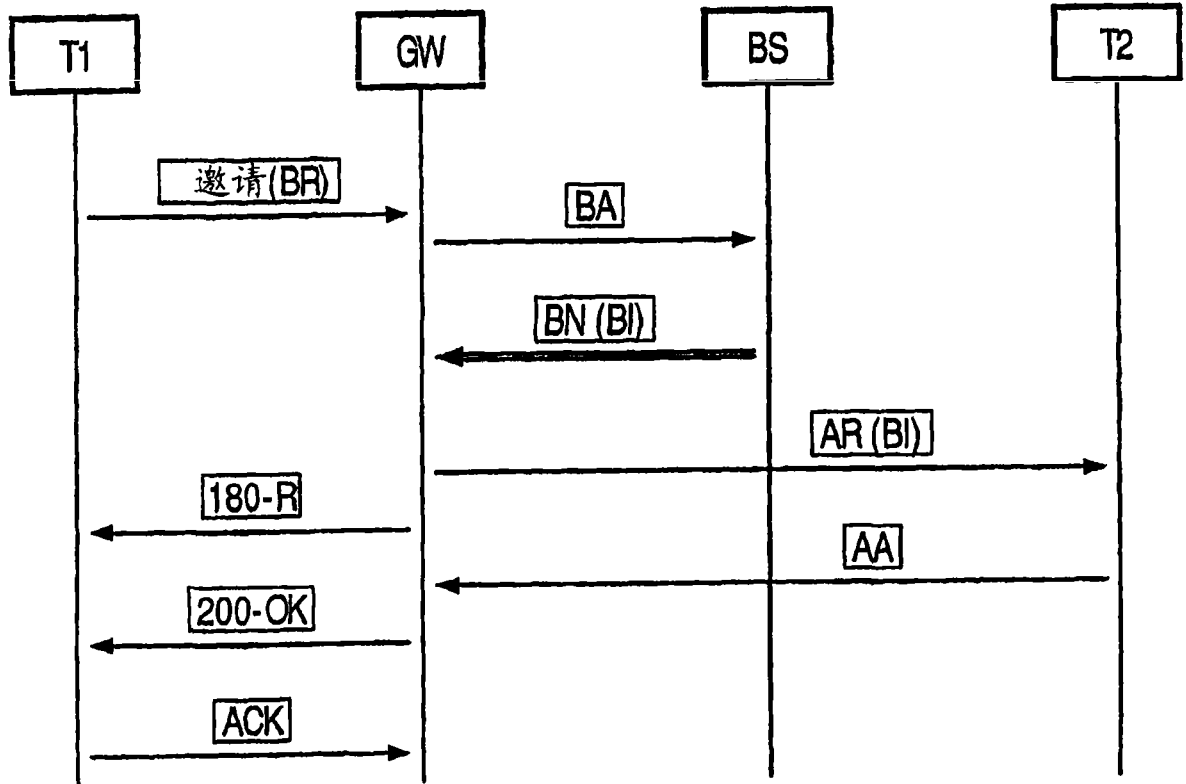 T1
GW
BS
T2
邀请(BR)
BA
BN (BI)
AR (BI)
180-R
AA
200-OK
ACK